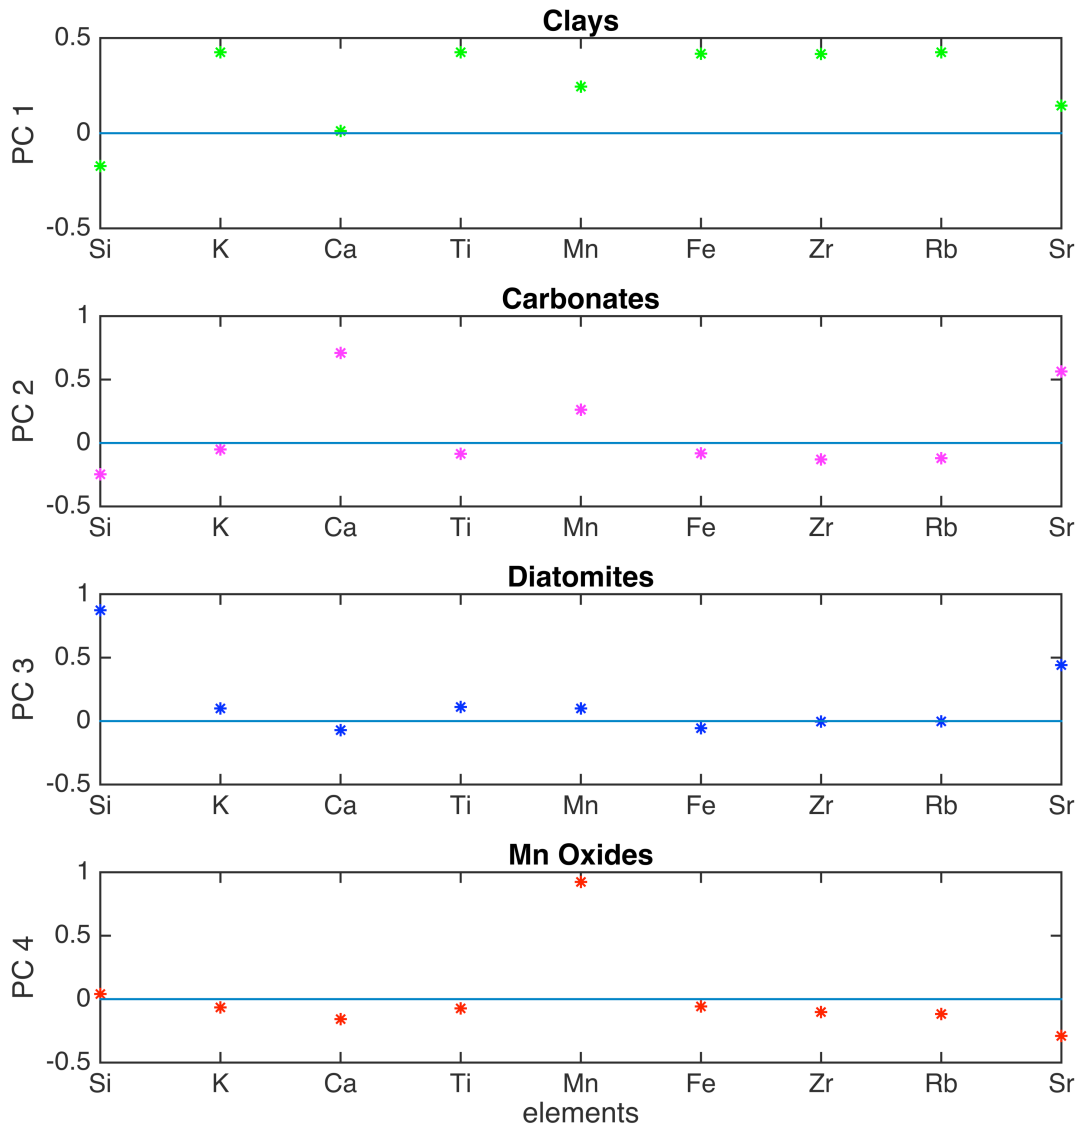 Clays
0.5
0
-0.5
PC 1
Si K Ca Ti Mn Fe Zr Rb Sr
Carbonates
1
0.5
0
-0.5
PC 2
Si K Ca Ti Mn Fe Zr Rb Sr
Diatomites
1
0.5
0
-0.5
PC 3
Si K Ca Ti Mn Fe Zr Rb Sr
Mn Oxides
1
0.5
0
-0.5
PC 4
Si K Ca Ti Mn Fe Zr Rb Sr
elements